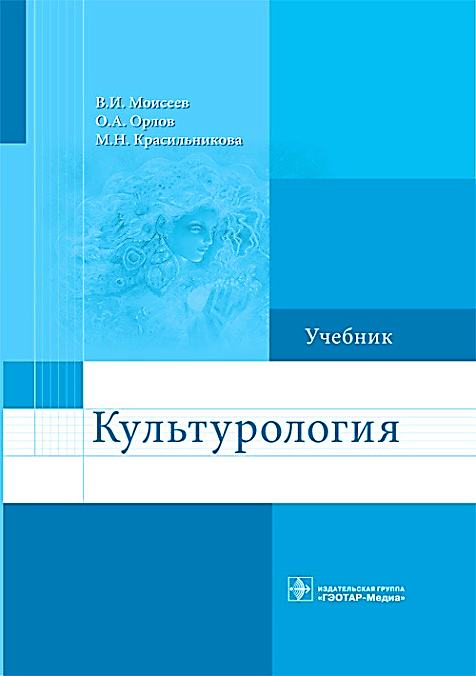 В.И. Моисеев
О.А. Орлов
М.Н. Красильникова
Учебник
Культурология
ИЗДАТЕЛЬСКАЯ ГРУППА
«ГЭОТАР-Медиа»